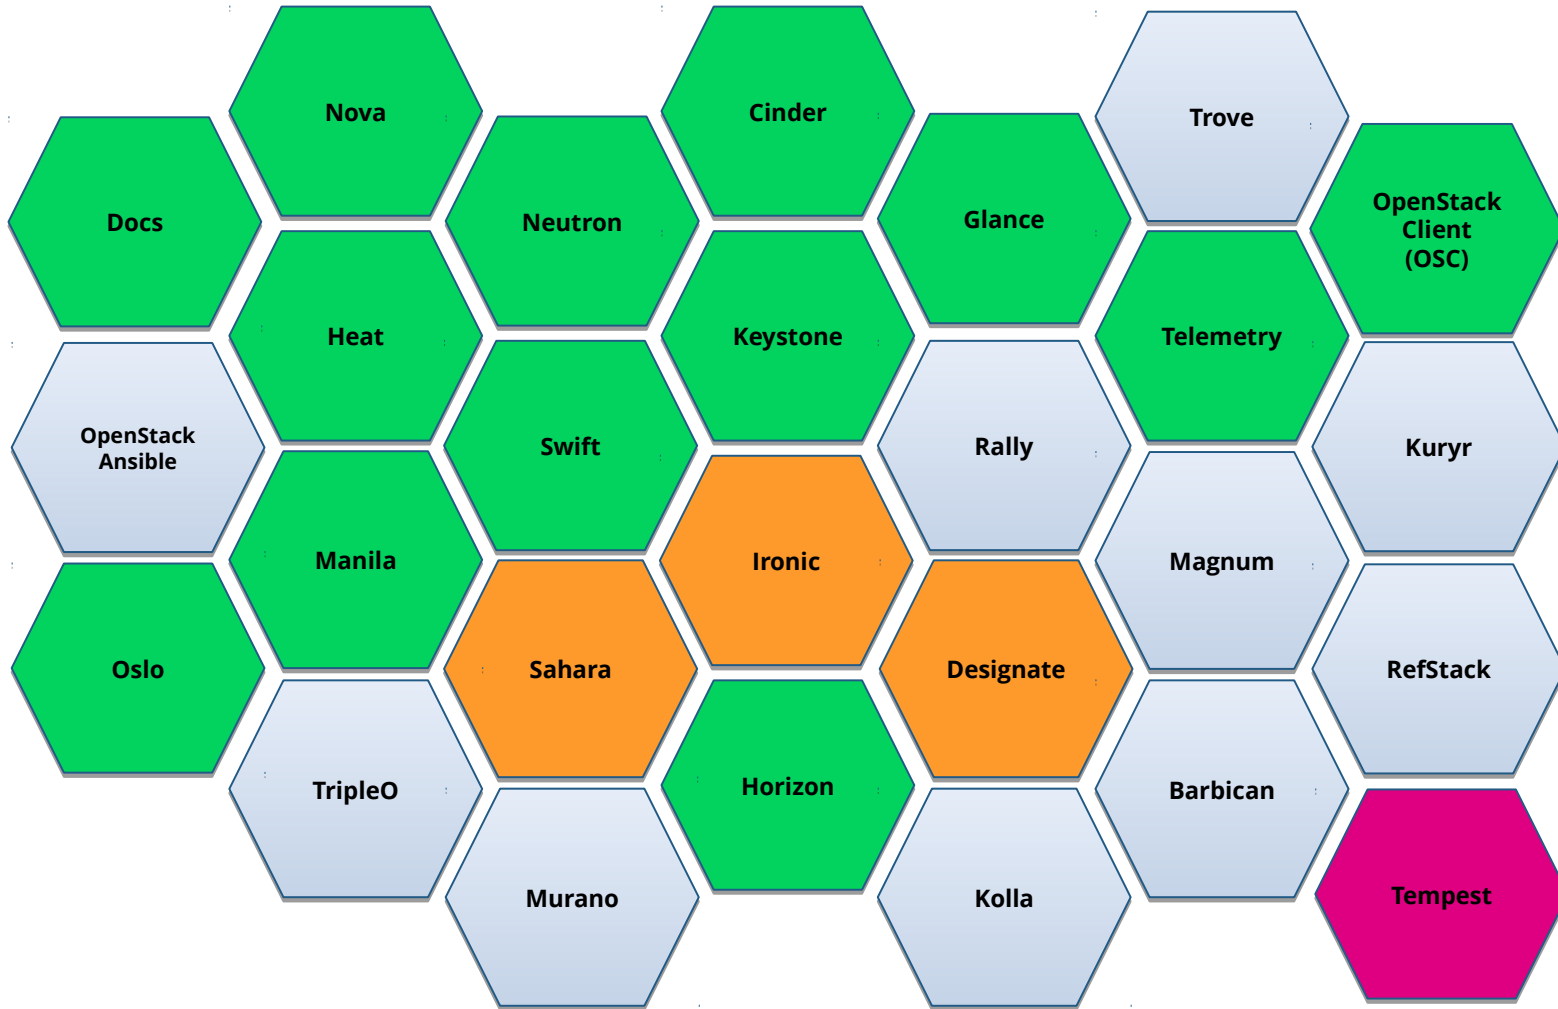 Nova
Cinder
Trove
Docs
Neutron
Glance
OpenStack
Client
(OSC)
Heat
Keystone
Telemetry
OpenStack
Ansible
Swift
Rally
Kuryr
Manila
Ironic
Magnum
Oslo
Sahara
Designate
RefStack
TripleO
Horizon
Barbican
Murano
Kolla
Tempest